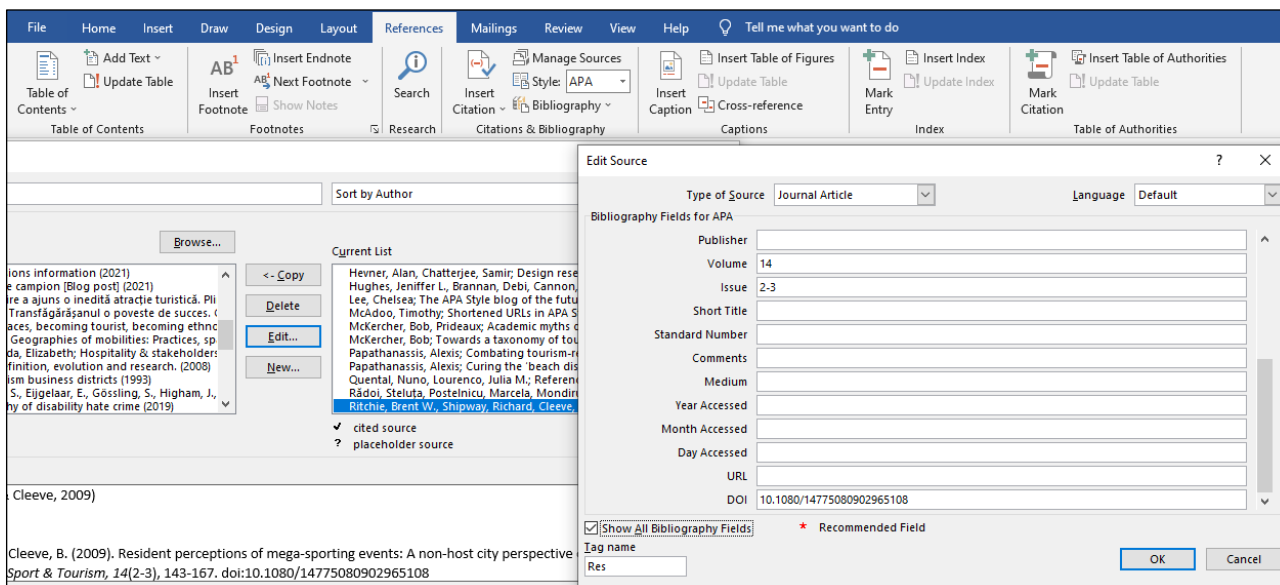 File Home Insert Draw Design Layout References Mailings Review View Help Tell me what you want to do
Table of Contents
Add Text
Update Table
Table of Contents
AB1 Insert Footnote
Insert Endnote
AB1 Next Footnote
Show Notes
Footnotes
Search
Research
Insert Citation
Manage Sources
Style: APA
Bibliography
Citations & Bibliography
Insert Caption
Insert Table of Figures
Update Table
Cross-reference
Captions
Mark Entry
Insert Index
Update Index
Index
Mark Citation
Insert Table of Authorities
Update Table
Table of Authorities
Sort by Author
Browse...
ions information (2021)
e campion [Blog post] (2021)
re a ajuns o inedită atracție turistică. Pli
Transfăgărășanul o poveste de succes. (
aces, becoming tourist, becoming ethno
Geographies of mobilities: Practices, sp
da, Elizabeth; Hospitality & stakeholders
finition, evolution and research. (2008)
ism business districts (1993)
S., Eijgelaar, E., Gössling, S., Higham, J.,
hy of disability hate crime (2019)
<- Copy
Delete
Edit...
New...
Current List
Hevner, Alan, Chatterjee, Samir; Design rese
Hughes, Jeniffer L., Brannan, Debi, Cannon,
Lee, Chelsea; The APA Style blog of the futu
McAdoo, Timothy; Shortened URLs in APA S
McKercher, Bob, Prideaux; Academic myths o
McKercher, Bob; Towards a taxonomy of tou
Papathanassis, Alexis; Combating tourism-r
Papathanassis, Alexis; Curing the 'beach dis
Quental, Nuno, Lourenco, Julia M.; Referenc
Rădoi, Steluța, Postelnicu, Marcela, Mondiru
Ritchie, Brent W., Shipway, Richard, Cleeve,
✓ cited source
? placeholder source
Cleeve, 2009)
Cleeve, B. (2009). Resident perceptions of mega-sporting events: A non-host city perspective
Sport & Tourism, 14(2-3), 143-167. doi:10.1080/14775080902965108
Edit Source ? X
Type of Source Journal Article Language Default
Bibliography Fields for APA
Publisher
Volume 14
Issue 2-3
Short Title
Standard Number
Comments
Medium
Year Accessed
Month Accessed
Day Accessed
URL
DOI 10.1080/14775080902965108
Show All Bibliography Fields * Recommended Field
Tag name
Res
OK Cancel